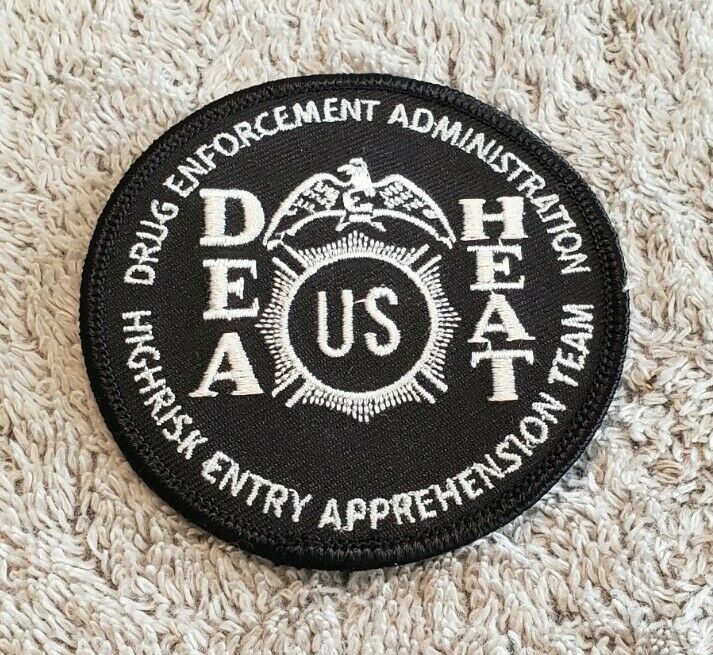 DRUG ENFORCEMENT ADMINISTRATION
DEA
US
HEAT
HIGHRISK ENTRY APPREHENSION TEAM